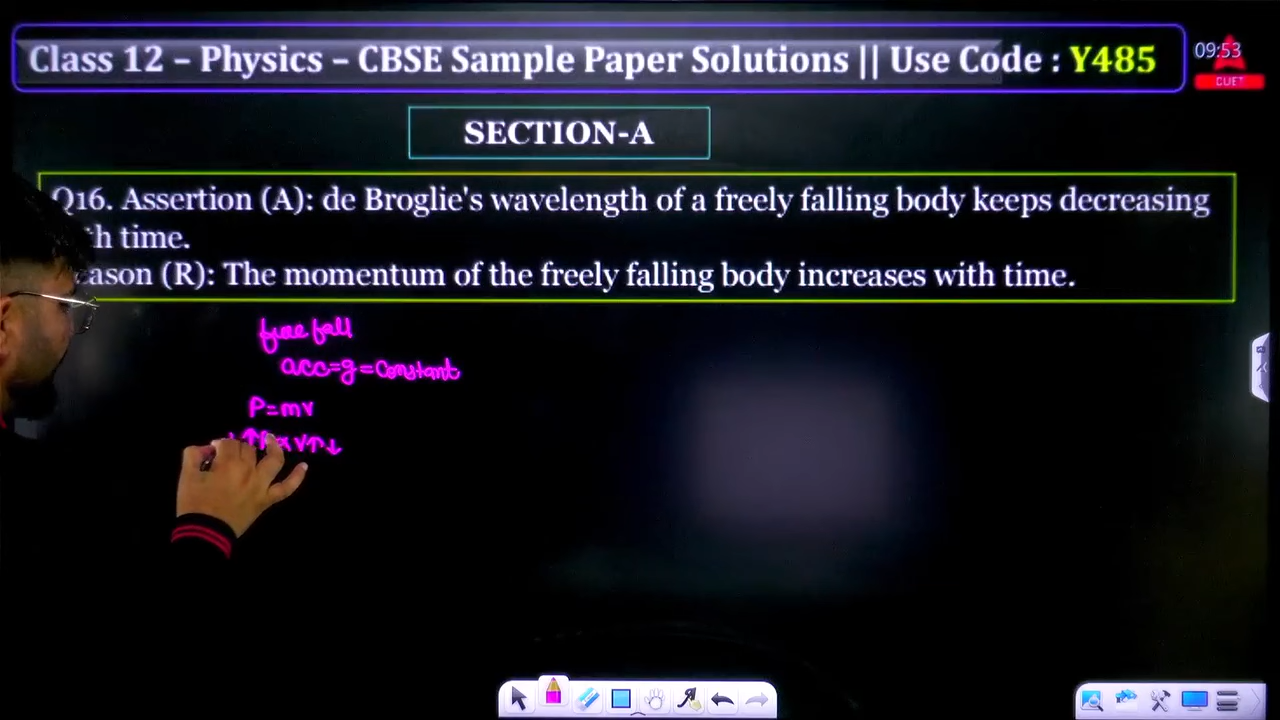 Class 12 – Physics – CBSE Sample Paper Solutions || Use Code : Y485
09:53
CUET
SECTION-A
Q16. Assertion (A): de Broglie's wavelength of a freely falling body keeps decreasing
th time.
ason (R): The momentum of the freely falling body increases with time.
free fall
acc=g=Constant
P=mv
↑P∝v↑↓